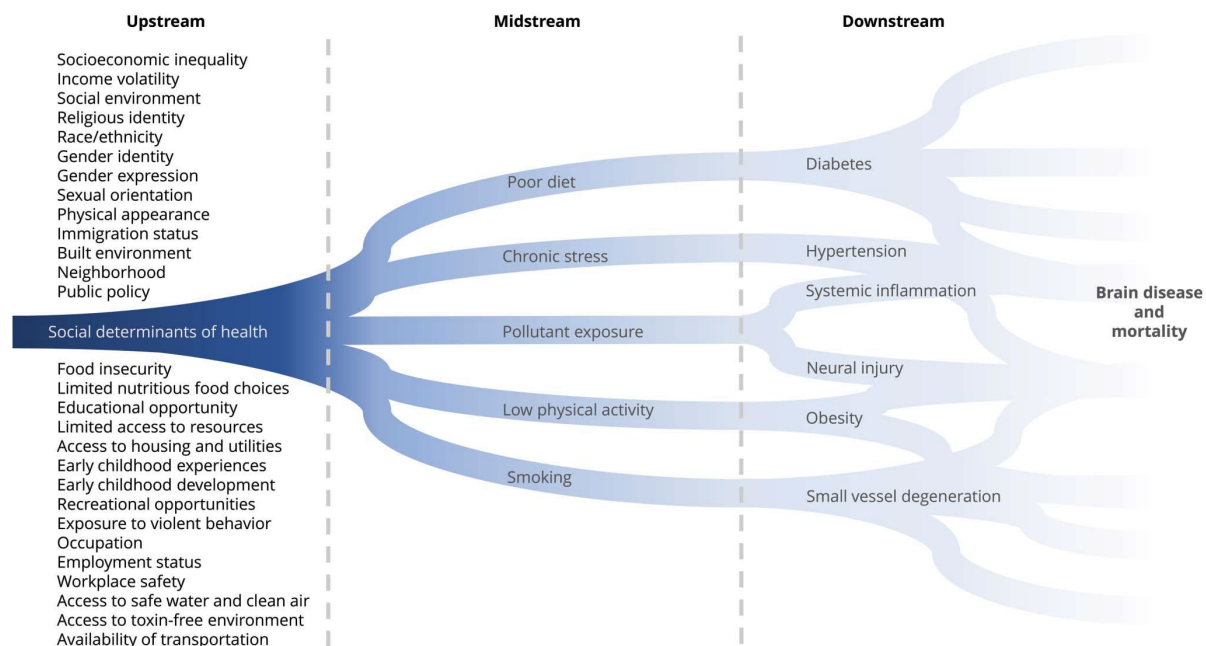 Upstream
Midstream
Downstream
Socioeconomic inequality
Income volatility
Social environment
Religious identity
Race/ethnicity
Gender identity
Gender expression
Sexual orientation
Physical appearance
Immigration status
Built environment
Neighborhood
Public policy
Social determinants of health
Food insecurity
Limited nutritious food choices
Educational opportunity
Limited access to resources
Access to housing and utilities
Early childhood experiences
Early childhood development
Recreational opportunities
Exposure to violent behavior
Occupation
Employment status
Workplace safety
Access to safe water and clean air
Access to toxin-free environment
Availability of transportation
Poor diet
Chronic stress
Pollutant exposure
Low physical activity
Smoking
Diabetes
Hypertension
Systemic inflammation
Neural injury
Obesity
Small vessel degeneration
Brain disease
and
mortality